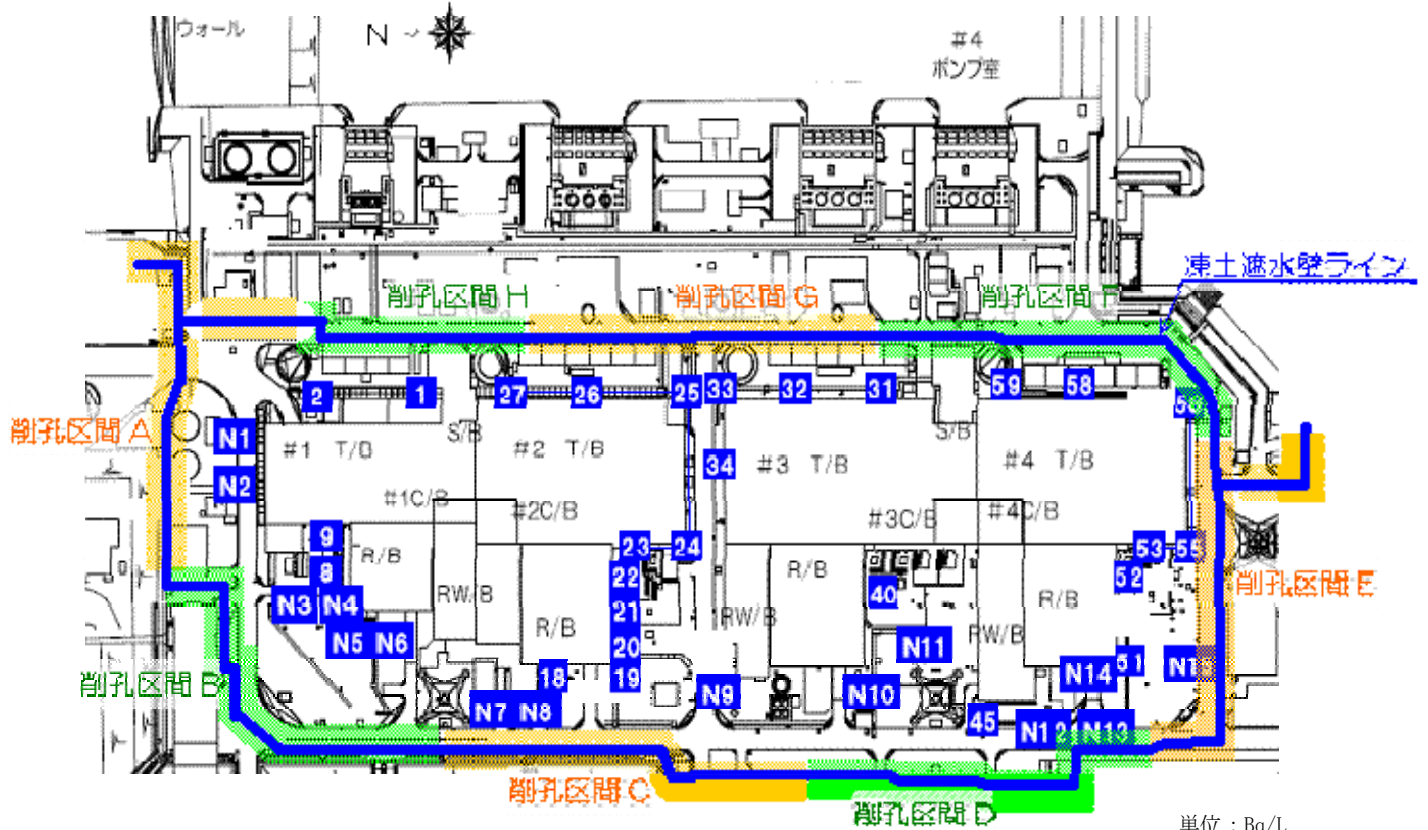 ウォール
N
#4
ポンプ室
凍土遮水壁ライン
削孔区間 H
削孔区間 G
削孔区間 F
2
1
27
26
25
33
32
31
59
58
削孔区間 A
N1
#1 T/B
S/B
#2 T/B
34
#3 T/B
S/B
#4 T/B
N2
#1C/B
#2C/B
#3C/B
#4C/B
9
R/B
23
24
53
55
8
22
R/B
52
削孔区間 E
N3
N4
RW/B
21
40
R/B
N5
N6
R/B
20
RW/B
N11
RW/B
削孔区間 B
18
19
N9
N10
N14
51
N15
N7
N8
45
N12
N13
削孔区間 C
削孔区間 D
単位：Bq/L